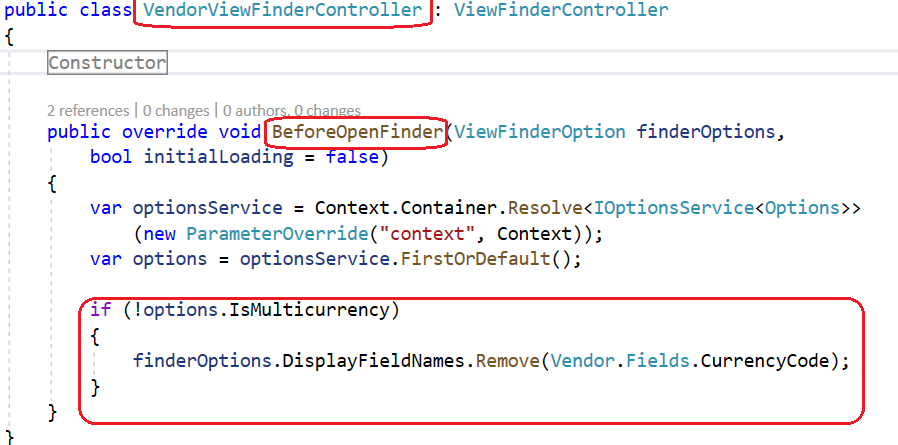 public class VendorViewFinderController : ViewFinderController
{
Constructor
2 references | 0 changes | 0 authors, 0 changes
public override void BeforeOpenFinder(ViewFinderOption finderOptions,
bool initialLoading = false)
{
var optionsService = Context.Container.Resolve<IOptionsService<Options>>
(new ParameterOverride("context", Context));
var options = optionsService.FirstOrDefault();
if (!options.IsMulticurrency)
{
finderOptions.DisplayFieldNames.Remove(Vendor.Fields.CurrencyCode);
}
}
}